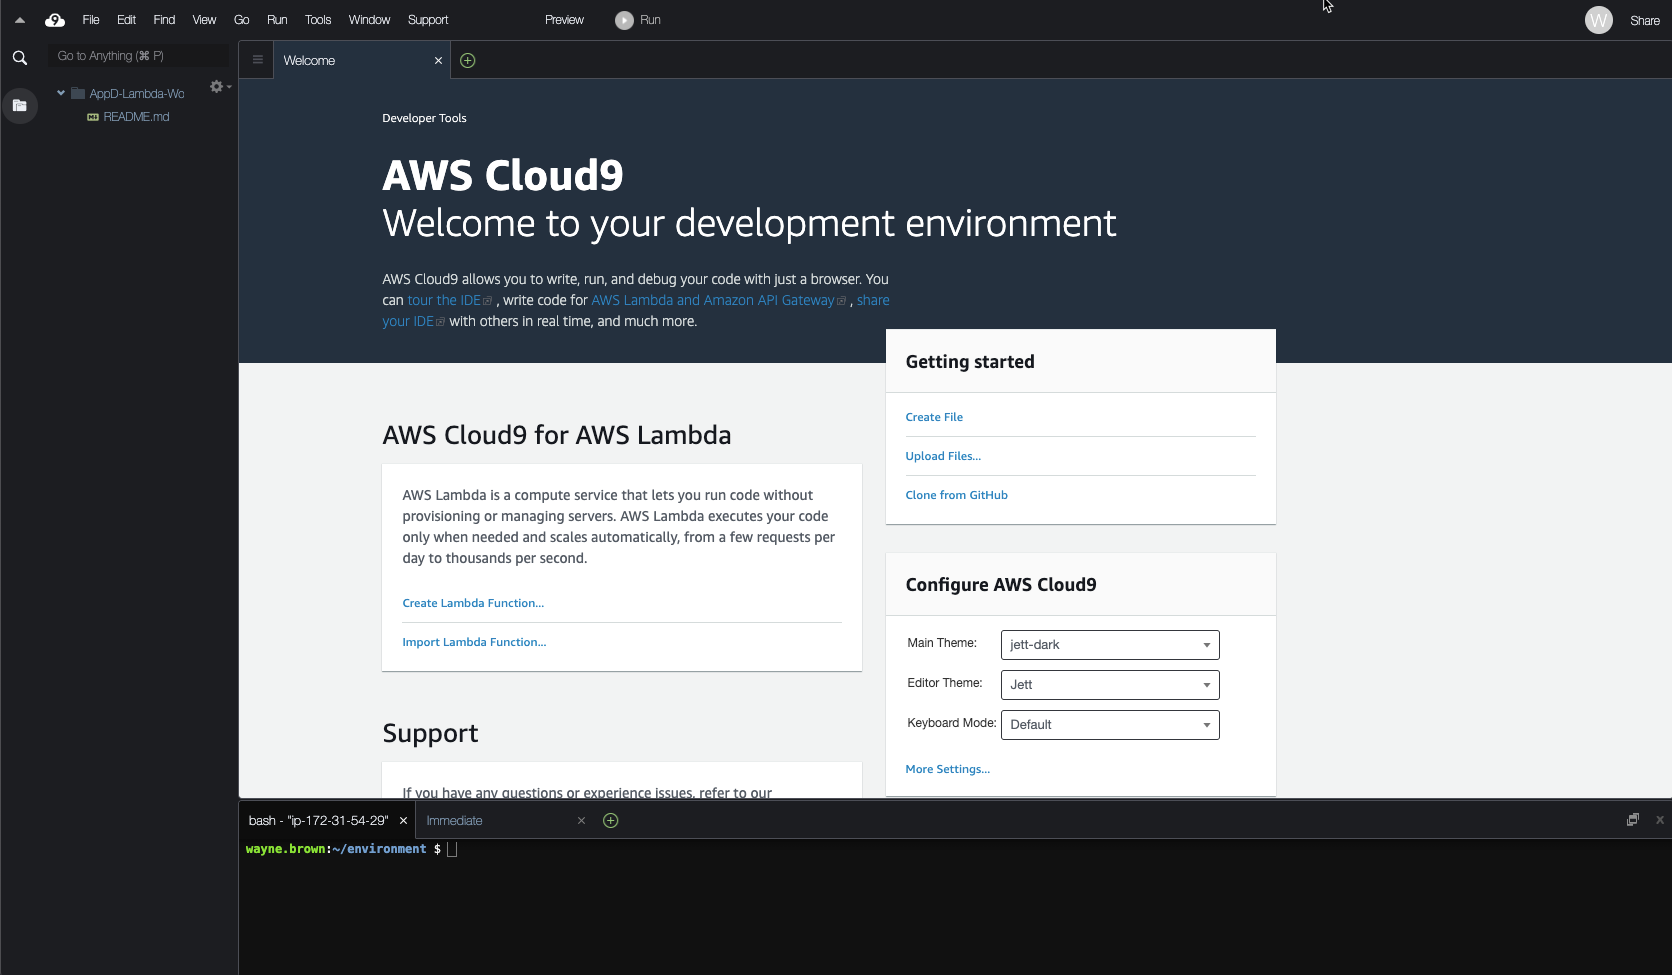 9 File Edit Find View Go Run Tools Window Support Preview Run W Share
Go to Anything (⌘ P)
Welcome
AppD-Lambda-Wo
README.md
Developer Tools
AWS Cloud9
Welcome to your development environment
AWS Cloud9 allows you to write, run, and debug your code with just a browser. You
can tour the IDE , write code for AWS Lambda and Amazon API Gateway , share
your IDE with others in real time, and much more.
Getting started
Create File
Upload Files...
Clone from GitHub
AWS Cloud9 for AWS Lambda
AWS Lambda is a compute service that lets you run code without
provisioning or managing servers. AWS Lambda executes your code
only when needed and scales automatically, from a few requests per
day to thousands per second.
Create Lambda Function...
Import Lambda Function...
Configure AWS Cloud9
Main Theme: jett-dark
Editor Theme: Jett
Keyboard Mode: Default
More Settings...
Support
If you have any questions or experience issues, refer to our
bash - "ip-172-31-54-29" Immediate
wayne.brown:~/environment $